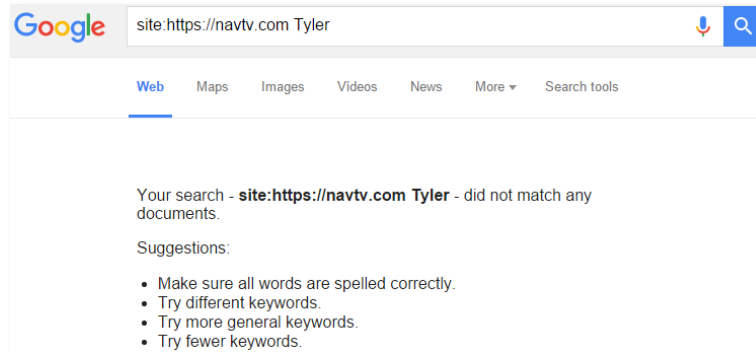 Google site:https://navtv.com Tyler
Web Maps Images Videos News More Search tools
Your search - site:https://navtv.com Tyler - did not match any
documents.
Suggestions:
• Make sure all words are spelled correctly.
• Try different keywords.
• Try more general keywords.
• Try fewer keywords.